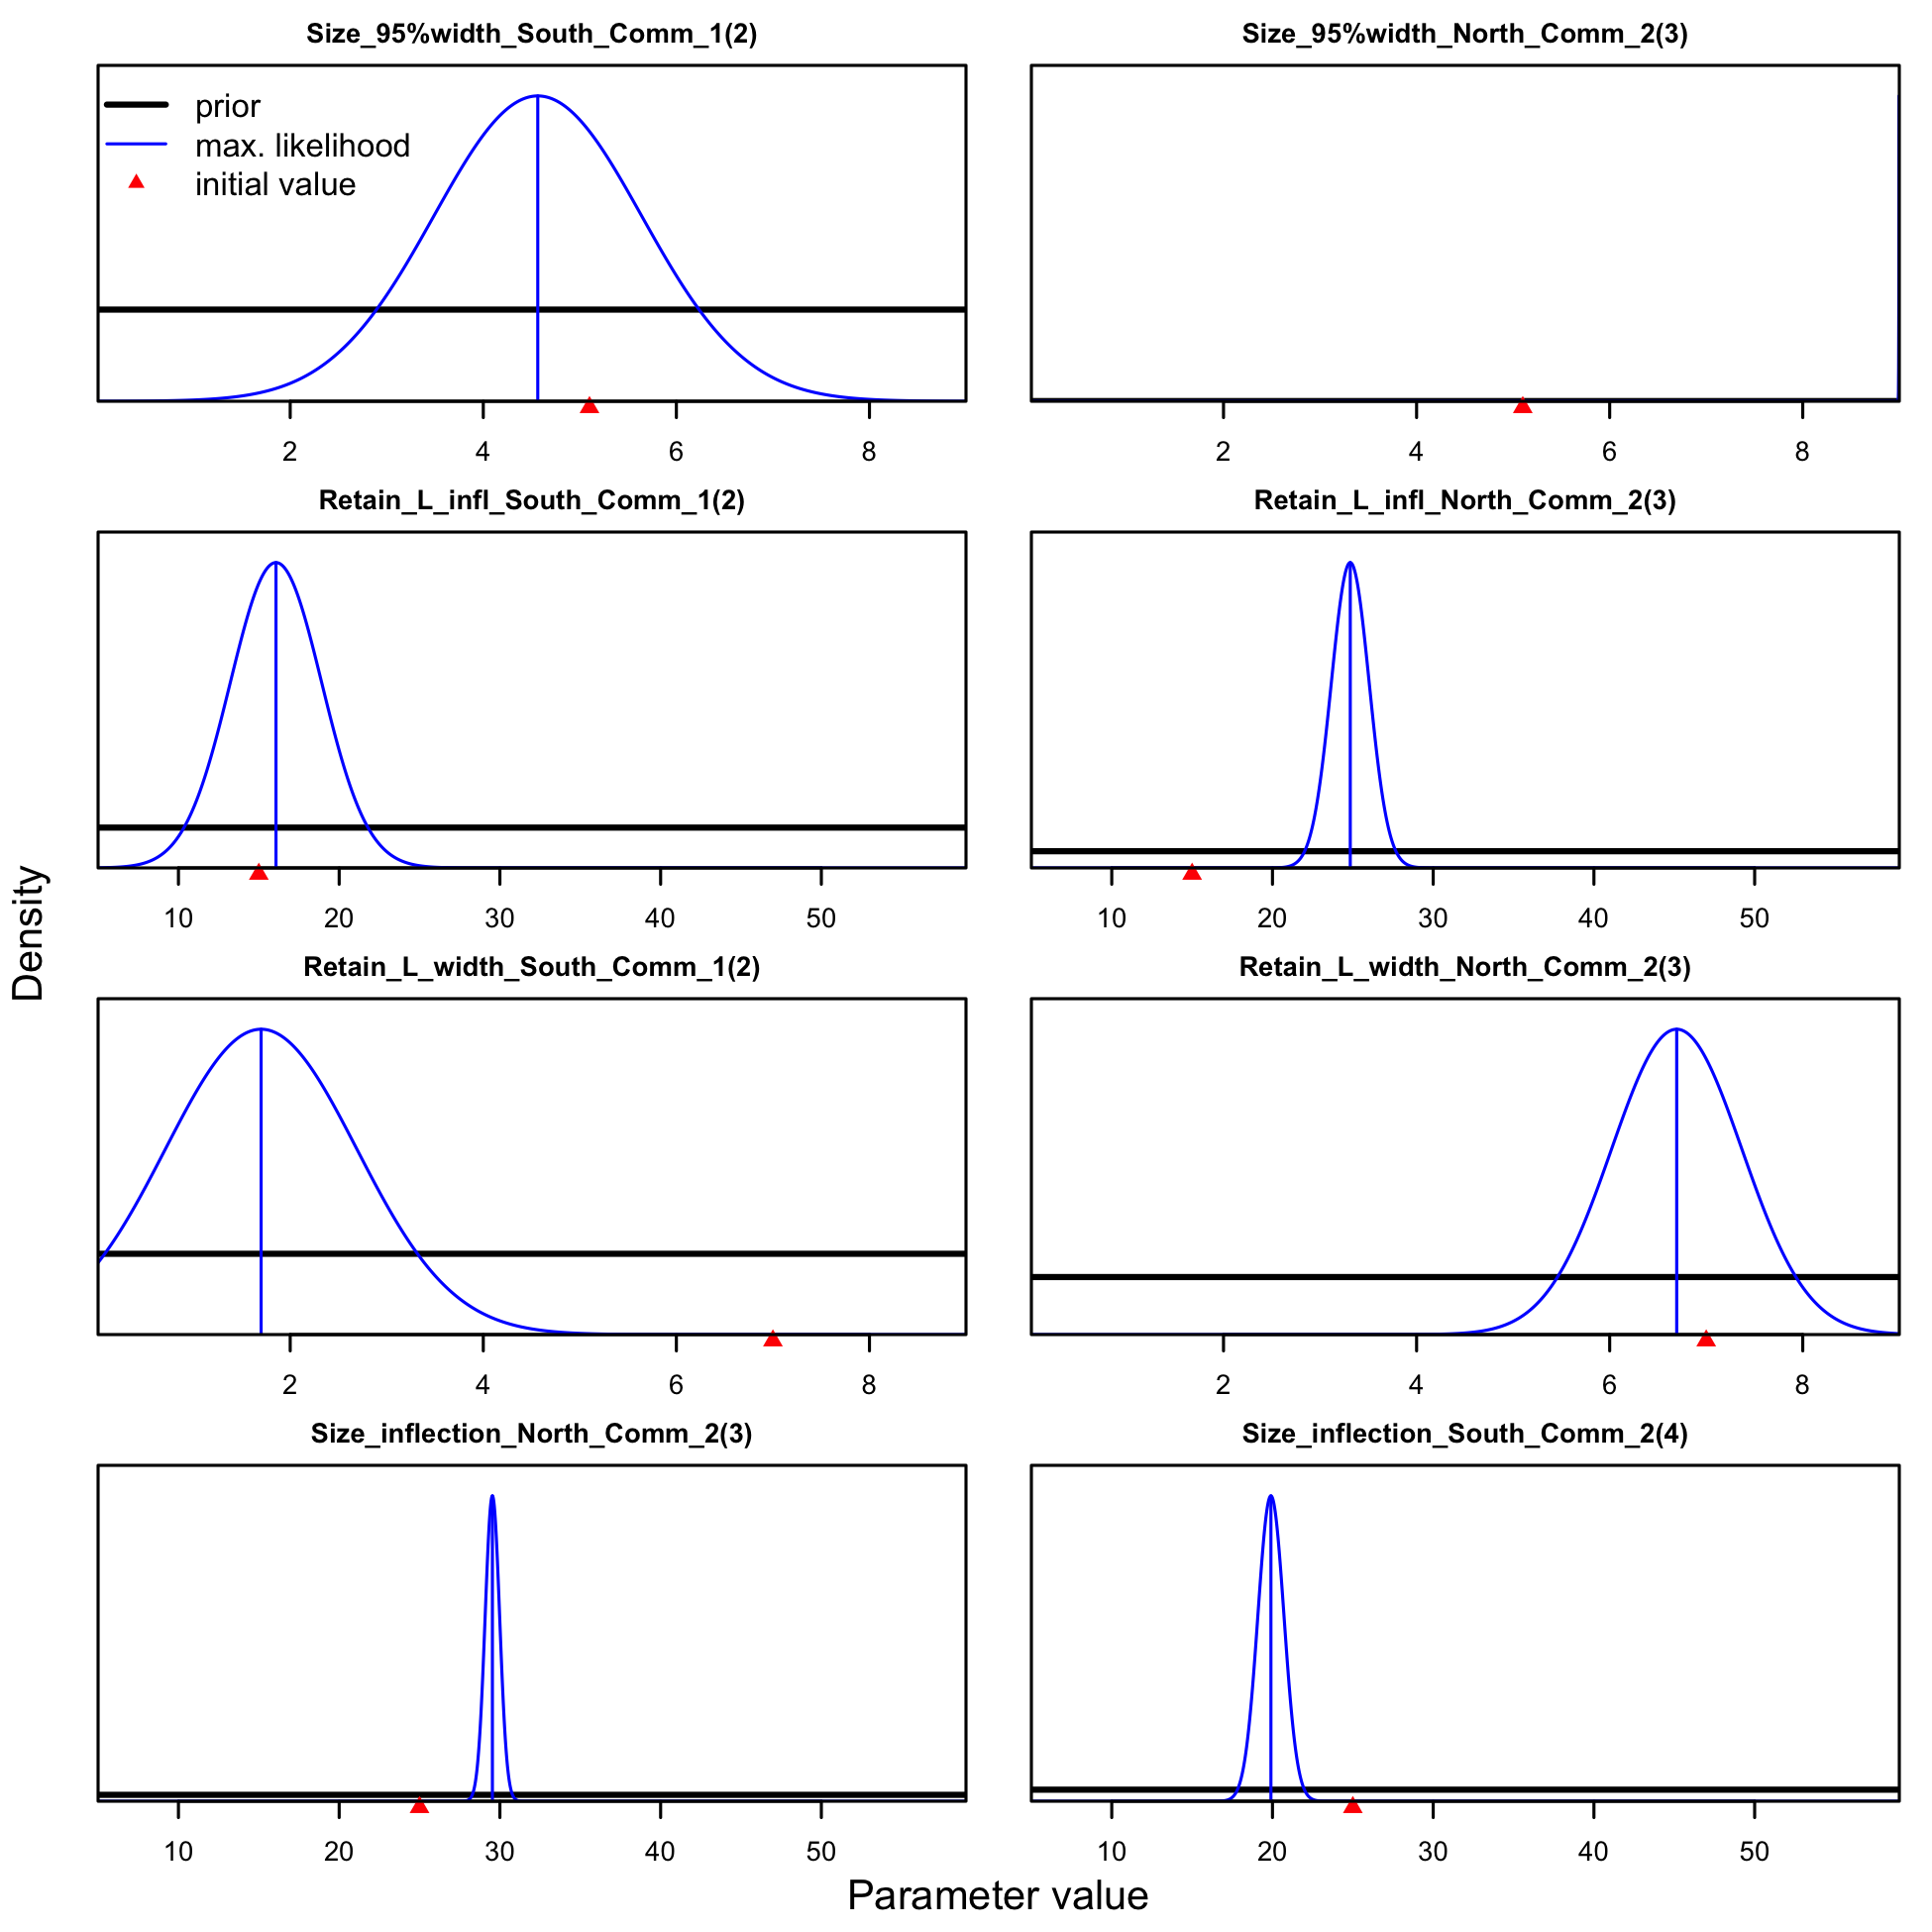 Size_95%width_South_Comm_1(2)
Size_95%width_North_Comm_2(3)
prior
max. likelihood
initial value
2 4 6 8
2 4 6 8
Retain_L_infl_South_Comm_1(2)
Retain_L_infl_North_Comm_2(3)
10 20 30 40 50
10 20 30 40 50
Density
Retain_L_width_South_Comm_1(2)
Retain_L_width_North_Comm_2(3)
2 4 6 8
2 4 6 8
Size_inflection_North_Comm_2(3)
Size_inflection_South_Comm_2(4)
10 20 30 40 50
10 20 30 40 50
Parameter value